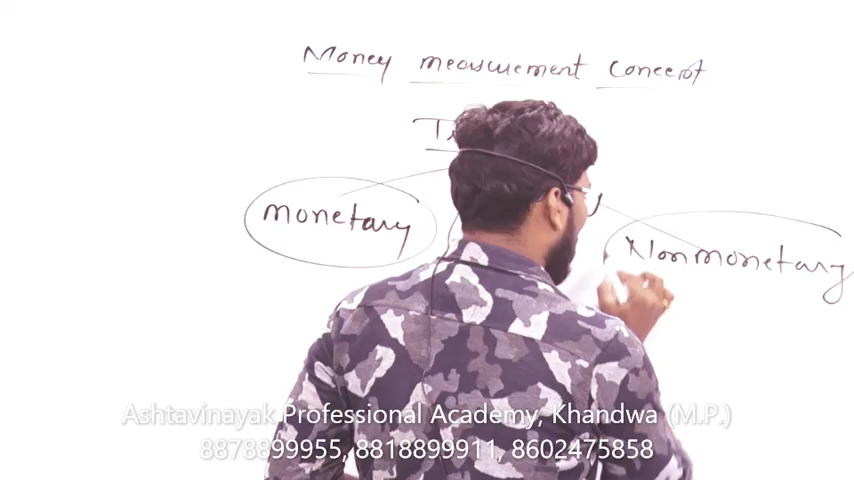 Money measurement concept
monetary
Nonmonetary
Ashtavinayak Professional Academy, Khandwa (M.P.)
8878899955, 8818899911, 8602475858